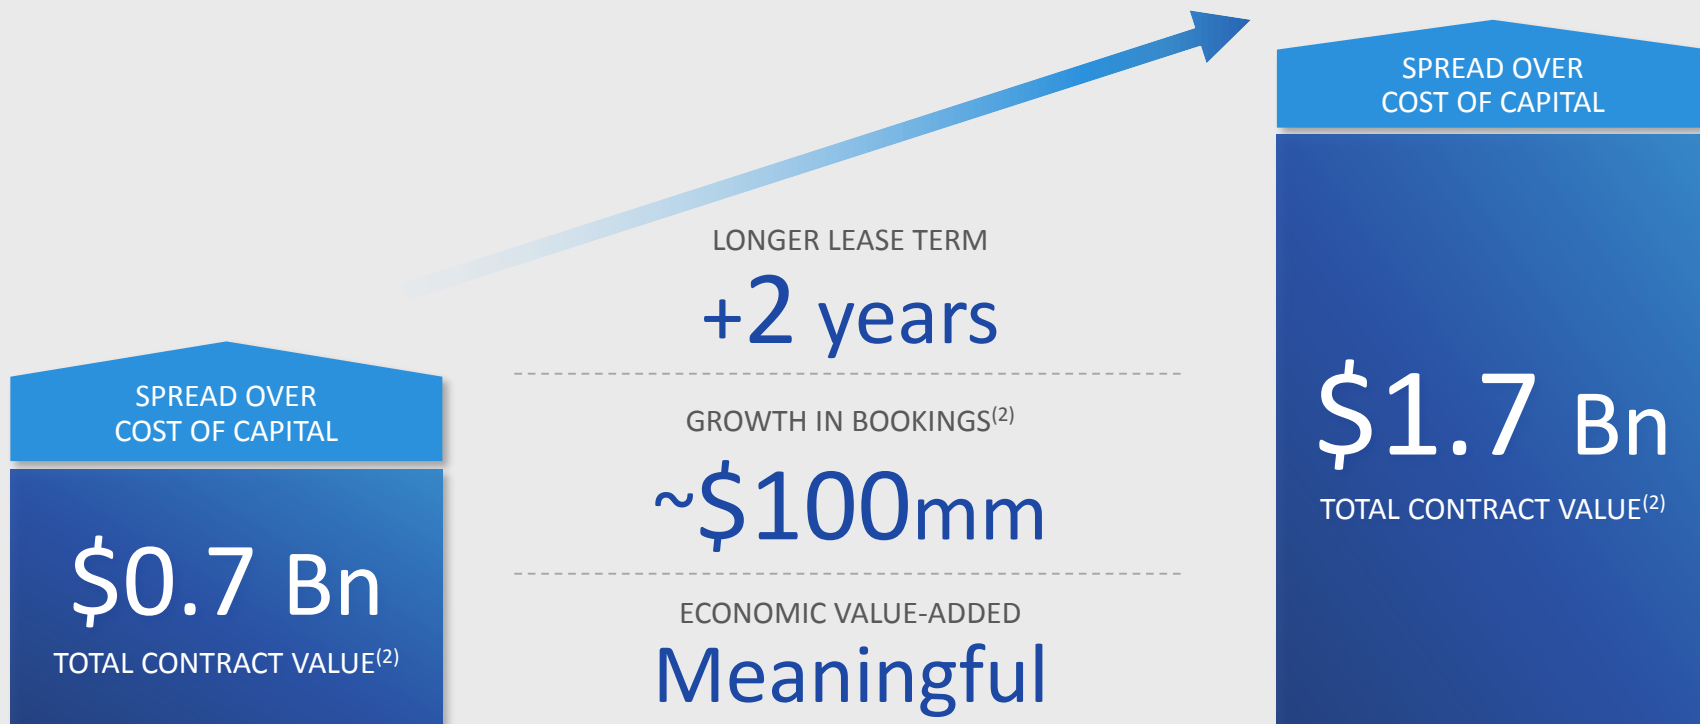 SPREAD OVER
COST OF CAPITAL
$0.7 Bn
TOTAL CONTRACT VALUE(2)
LONGER LEASE TERM
+2 years
GROWTH IN BOOKINGS(2)
~$100mm
ECONOMIC VALUE-ADDED
Meaningful
SPREAD OVER
COST OF CAPITAL
$1.7 Bn
TOTAL CONTRACT VALUE(2)